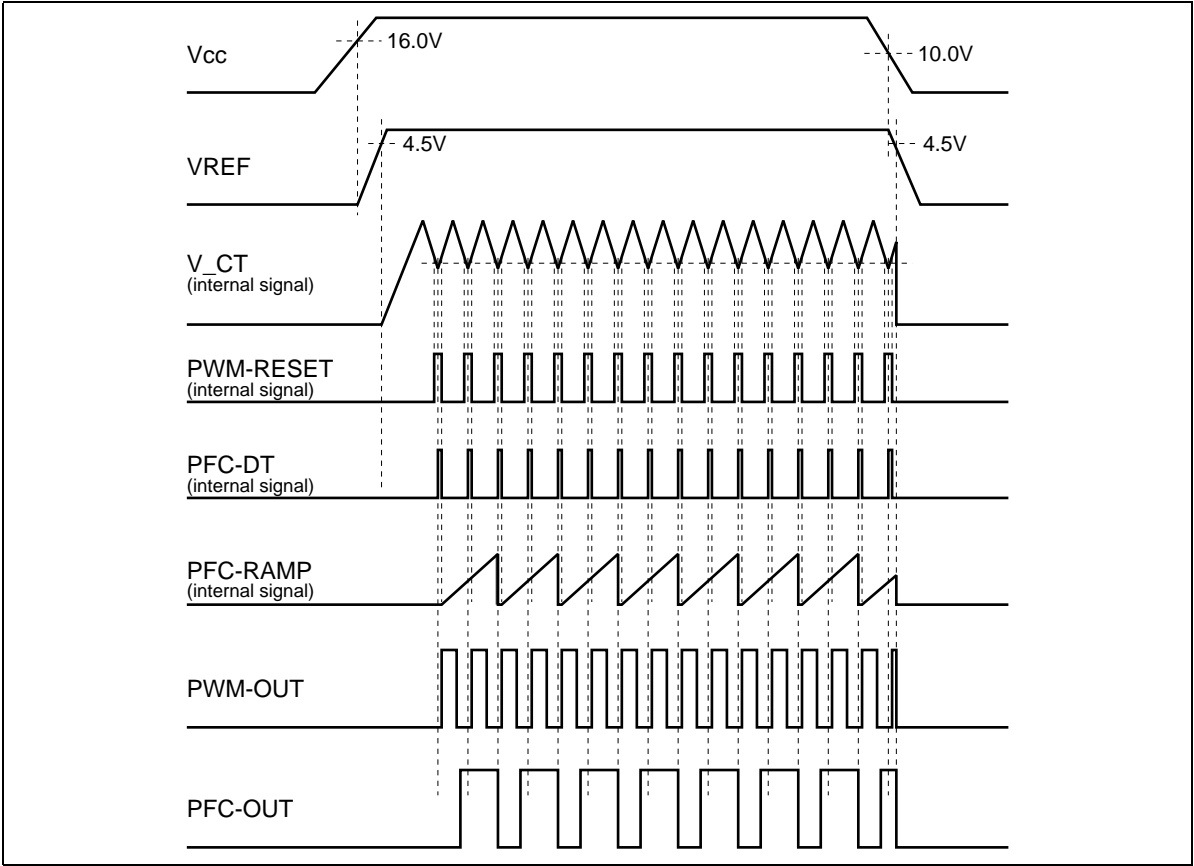 Vcc
16.0V
10.0V
VREF
4.5V
4.5V
V_CT
(internal signal)
PWM-RESET
(internal signal)
PFC-DT
(internal signal)
PFC-RAMP
(internal signal)
PWM-OUT
PFC-OUT